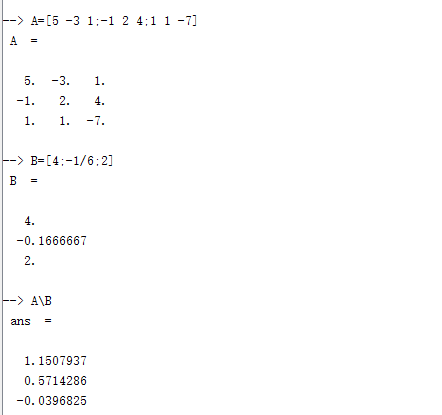 --> A=[5 -3 1;-1 2 4;1 1 -7]
A =
5. -3. 1.
-1. 2. 4.
1. 1. -7.
--> B=[4;-1/6;2]
B =
4.
-0.1666667
2.
--> A\B
ans =
1.1507937
0.5714286
-0.0396825